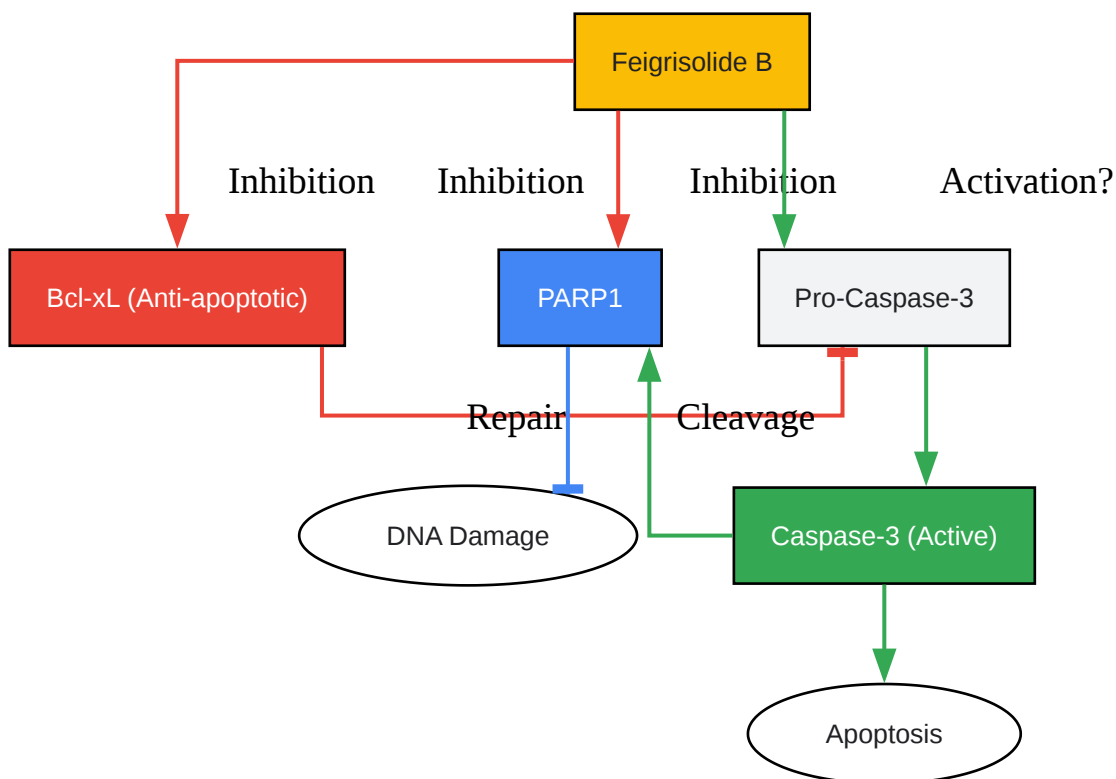 Feigrisolide B
Inhibition
Inhibition
Inhibition
Activation?
Bcl-xL (Anti-apoptotic)
PARP1
Pro-Caspase-3
Repair
Cleavage
DNA Damage
Caspase-3 (Active)
Apoptosis